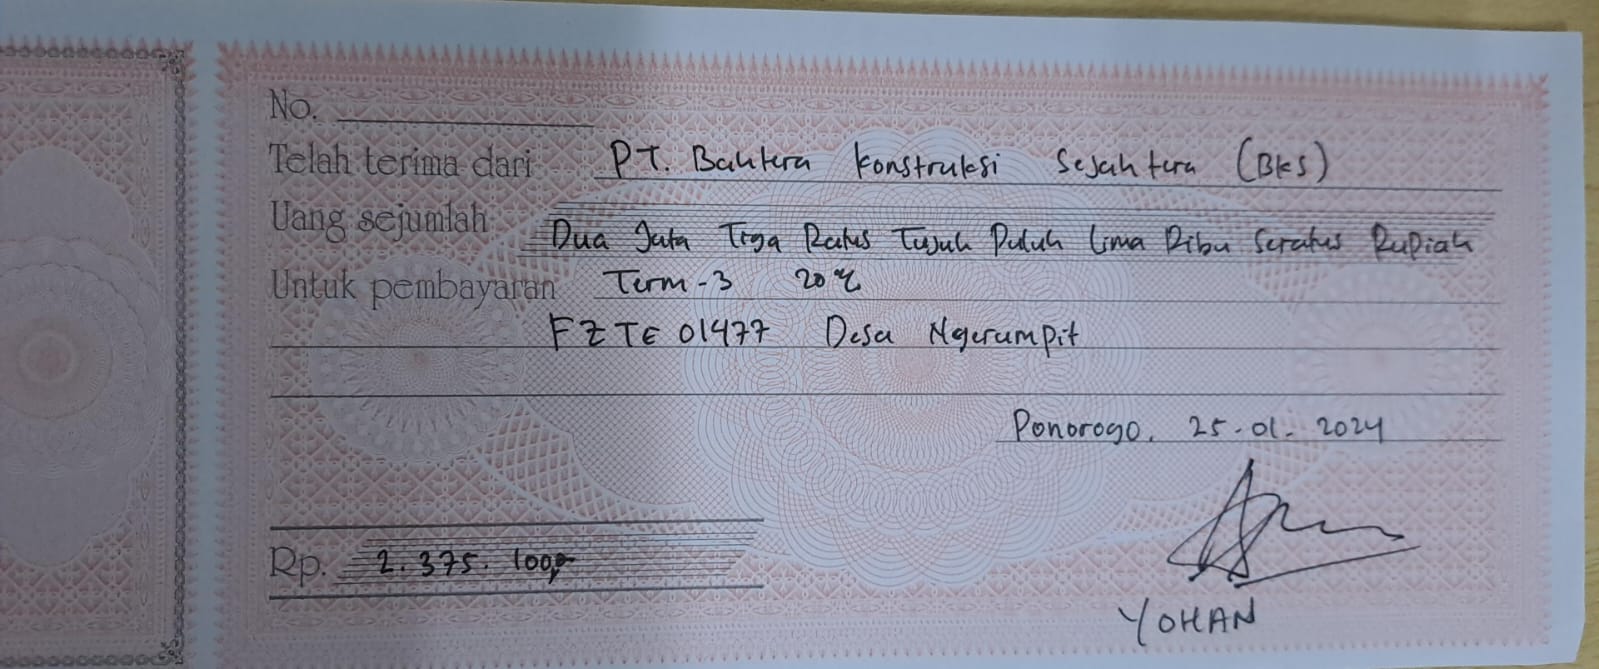 No.
Telah terima dari PT. Bahtera Konstruksi Sejahtera (BKS)
Uang sejumlah Dua Juta Tiga Ratus Tujuh Puluh Lima Ribu Seratus Rupiah
Untuk pembayaran Term-3 20%
FZTE 01477 Desa Ngerumpit
Ponorogo, 25-01-2024
Rp. 2.375.100,-
YOHAN